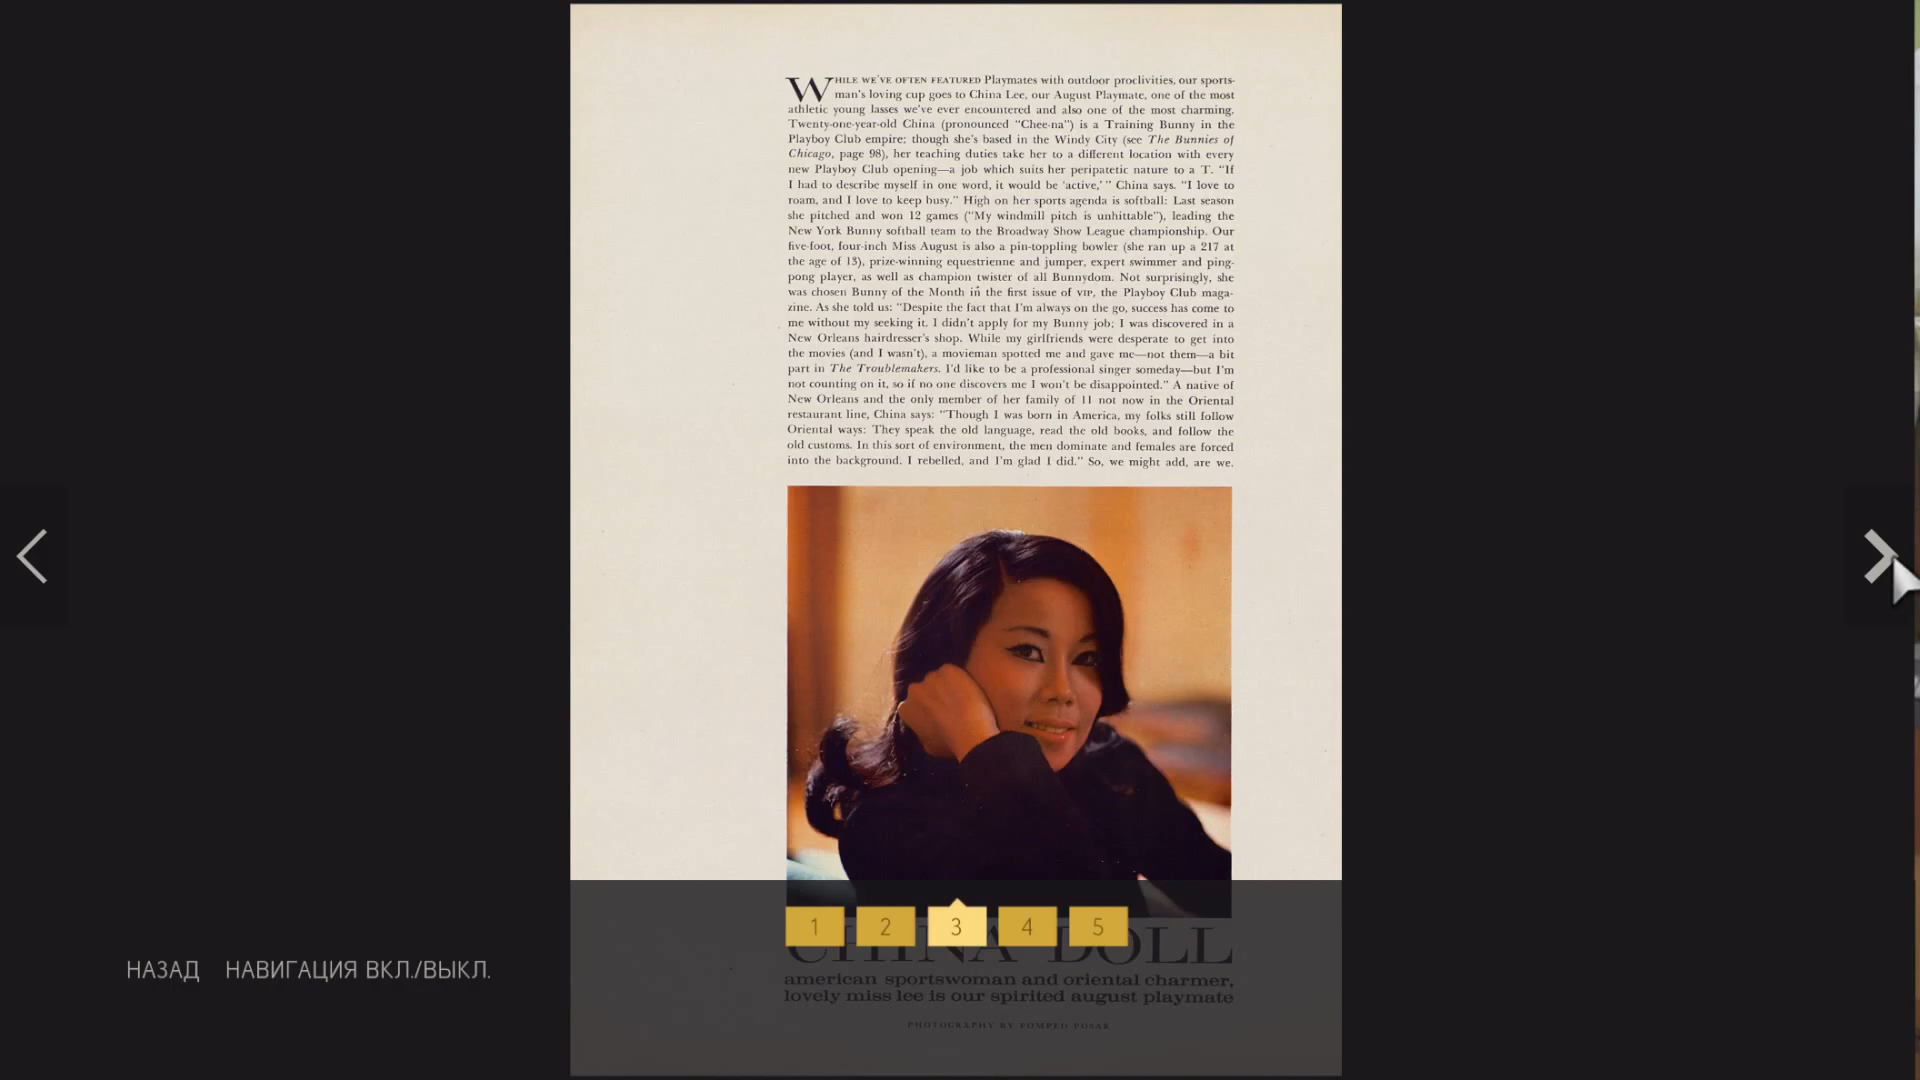 WHILE WE'VE OFTEN FEATURED Playmates with outdoor proclivities, our sports-
man's loving cup goes to China Lee, our August Playmate, one of the most
athletic young lasses we've ever encountered and also one of the most charming.
Twenty-one-year-old China (pronounced "Chee-na") is a Training Bunny in the
Playboy Club empire; though she's based in the Windy City (see The Bunnies of
Chicago, page 98), her teaching duties take her to a different location with every
new Playboy Club opening—a job which suits her peripatetic nature to a T. "If
I had to describe myself in one word, it would be 'active,' " China says. "I love to
roam, and I love to keep busy." High on her sports agenda is softball: Last season
she pitched and won 12 games ("My windmill pitch is unhittable"), leading the
New York Bunny softball team to the Broadway Show League championship. Our
five-foot, four-inch Miss August is also a pin-toppling bowler (she ran up a 217 at
the age of 13), prize-winning equestrienne and jumper, expert swimmer and ping-
pong player, as well as champion twister of all Bunnydom. Not surprisingly, she
was chosen Bunny of the Month in the first issue of VIP, the Playboy Club maga-
zine. As she told us: "Despite the fact that I'm always on the go, success has come to
me without my seeking it. I didn't apply for my Bunny job; I was discovered in a
New Orleans hairdresser's shop. While my girlfriends were desperate to get into
the movies (and I wasn't), a movieman spotted me and gave me—not them—a bit
part in The Troublemakers. I'd like to be a professional singer someday—but I'm
not counting on it, so if no one discovers me I won't be disappointed." A native of
New Orleans and the only member of her family of 11 not now in the Oriental
restaurant line, China says: "Though I was born in America, my folks still follow
Oriental ways: They speak the old language, read the old books, and follow the
old customs. In this sort of environment, the men dominate and females are forced
into the background. I rebelled, and I'm glad I did." So, we might add, are we.
1 2 3 4 5
CHINA DOLL
american sportswoman and oriental charmer,
lovely miss lee is our spirited august playmate
PHOTOGRAPHY BY POMPEO POSAR
НАЗАД НАВИГАЦИЯ ВКЛ./ВЫКЛ.